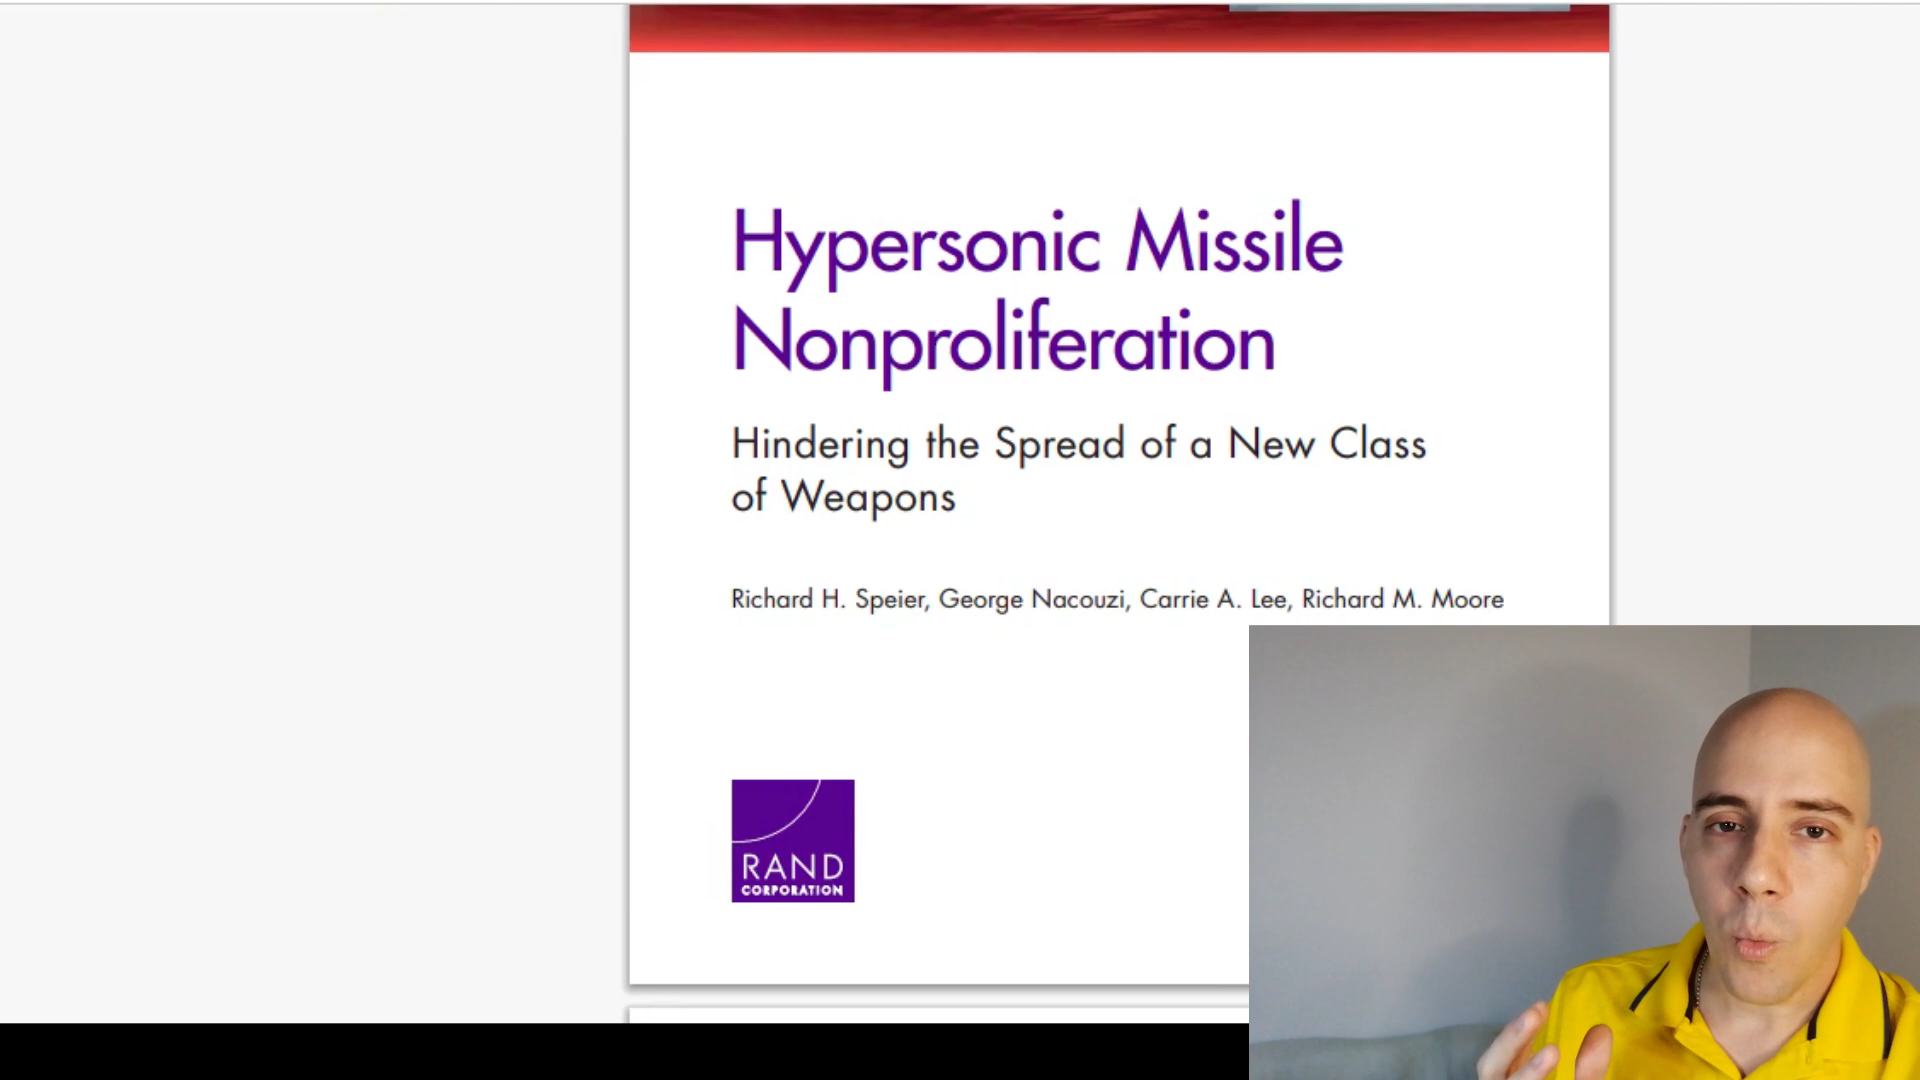 Hypersonic Missile
Nonproliferation
Hindering the Spread of a New Class
of Weapons
Richard H. Speier, George Nacouzi, Carrie A. Lee, Richard M. Moore
RAND
CORPORATION